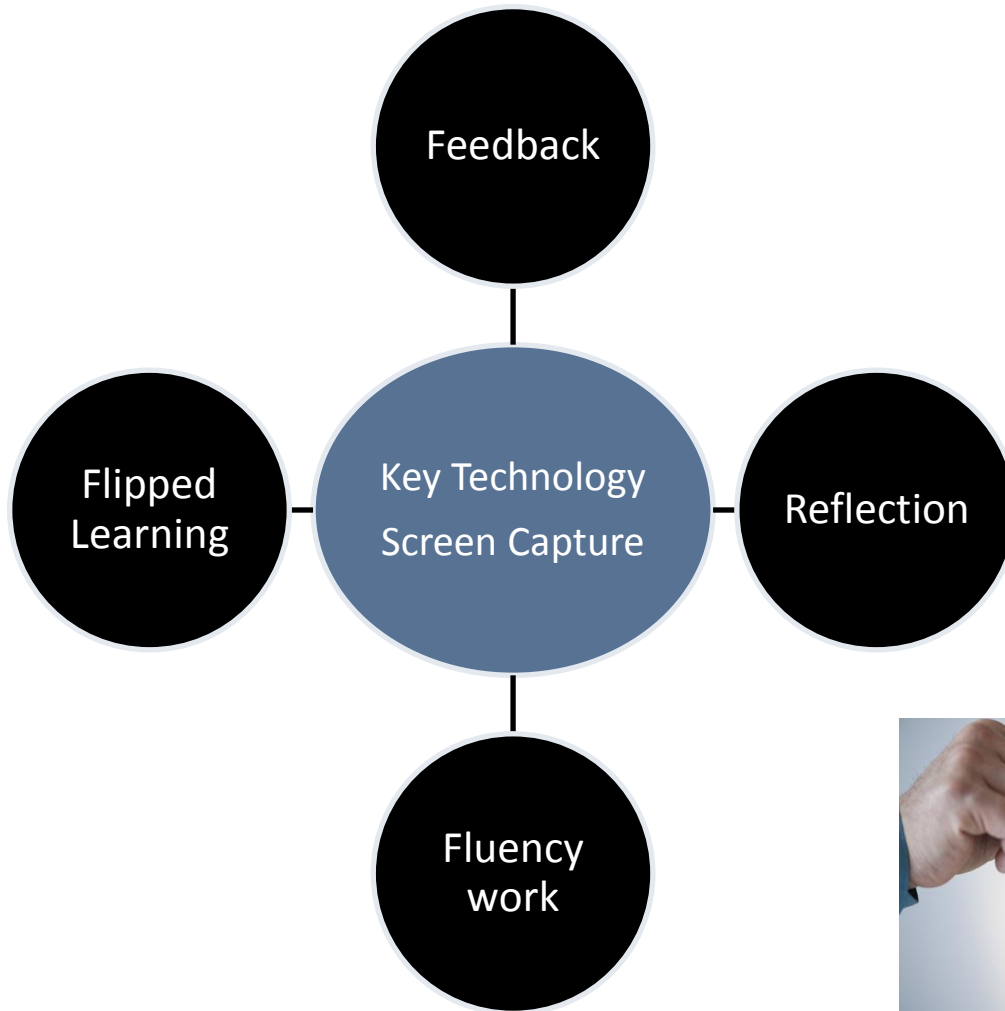 Feedback
Flipped
Learning
Key Technology
Screen Capture
Reflection
Fluency
work